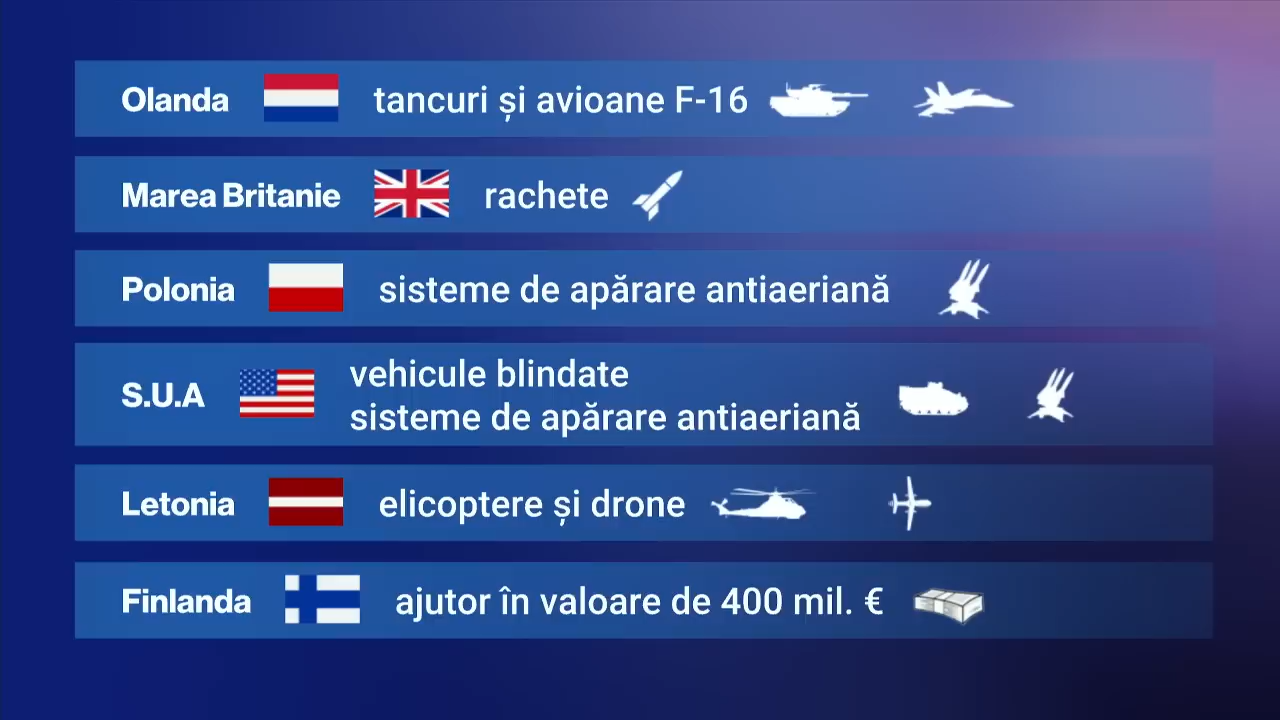 Olanda tancuri și avioane F-16
Marea Britanie rachete
Polonia sisteme de apărare antiaeriană
S.U.A vehicule blindate
sisteme de apărare antiaeriană
Letonia elicoptere și drone
Finlanda ajutor în valoare de 400 mil. €